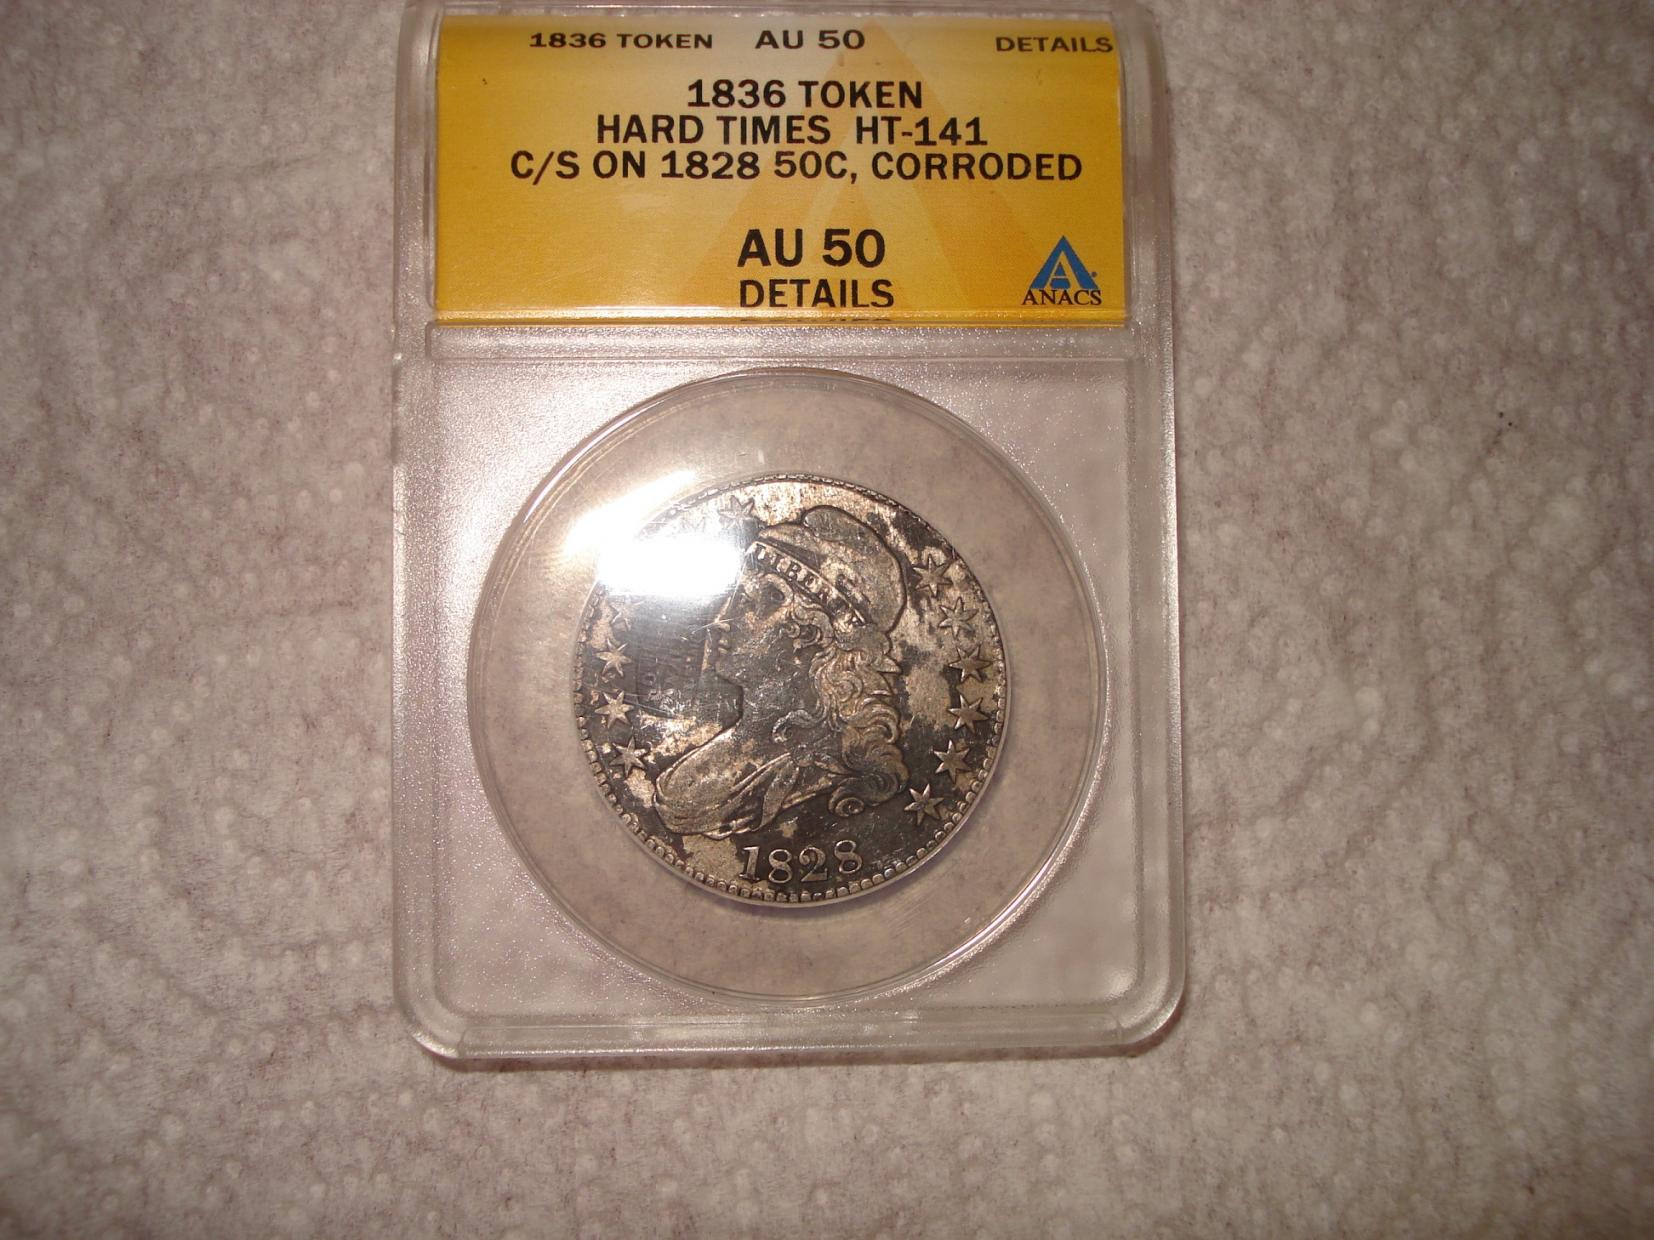 1836 TOKEN AU 50 DETAILS
1836 TOKEN
HARD TIMES HT-141
C/S ON 1828 50C, CORRODED
AU 50
DETAILS
ANACS
LIBERTY
1828